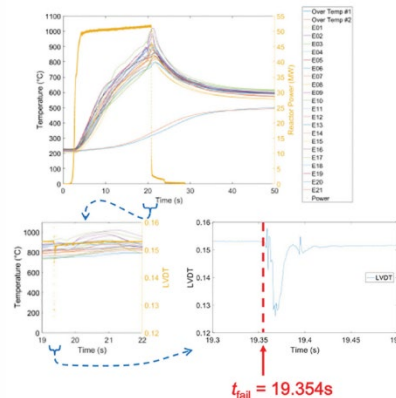 1100
1000
900
800
700
600
500
400
300
200
100
0
Temperature (°C)
0
10
20
30
40
50
Time (s)
55
50
45
40
35
30
25
20
15
10
5
0
Reactor Power (MW)
Over Temp #1
Over Temp #2
E01
E02
E03
E04
E05
E06
E07
E08
E09
E10
E11
E12
E13
E14
E15
E16
E17
E18
E19
E20
E21
Power
1000
800
600
400
200
0
Temperature (°C)
19
20
21
22
Time (s)
0.16
0.15
0.14
0.13
0.12
LVDT
0.16
0.15
0.14
0.13
0.12
LVDT
19.3
19.35
19.4
19.45
19.5
Time (s)
LVDT
tfail = 19.354s